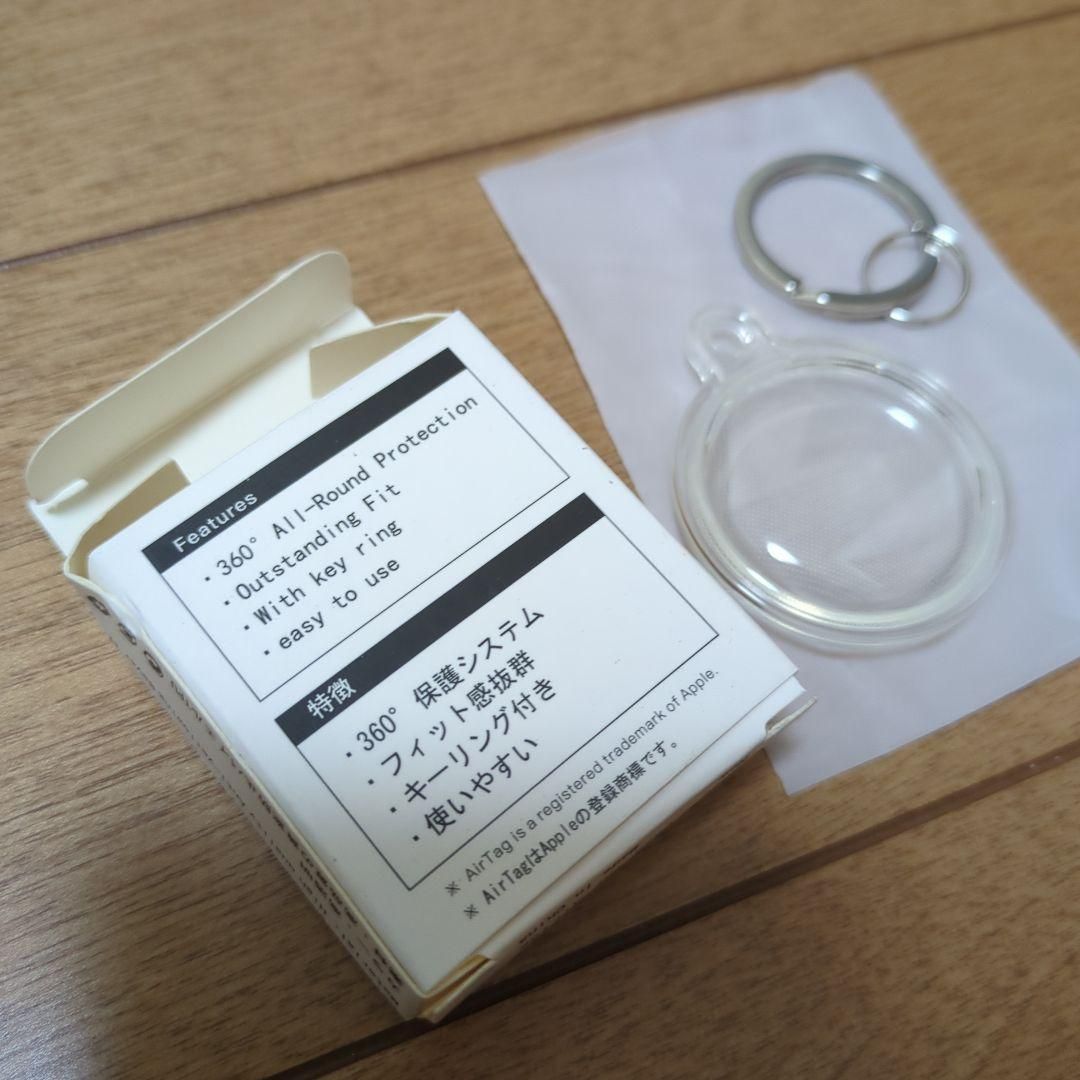 Features
・360° All-Round Protection
・Outstanding Fit
・With key ring
・easy to use
特徴
・360° 保護システム
・フィット感抜群
・キーリング付き
・使いやすい
※ AirTag is a registered trademark of Apple.
※ AirTagはAppleの登録商標です。